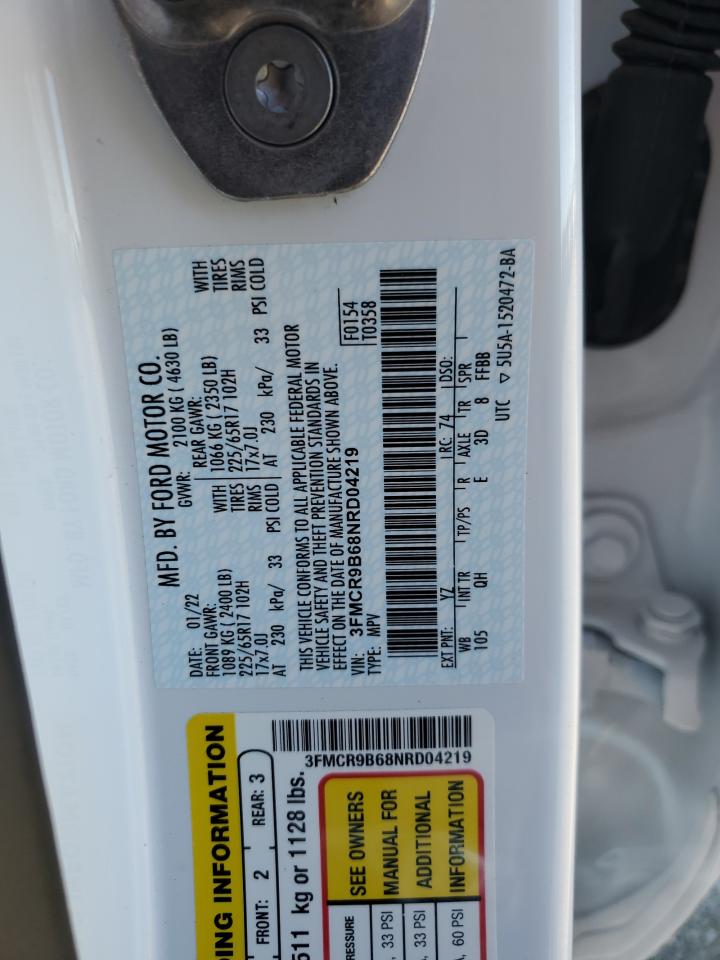 MFD. BY FORD MOTOR CO.
DATE: 01/22 GVWR: 2100 KG ( 4630 LB)
FRONT GAWR: REAR GAWR:
1089 KG ( 2400 LB) WITH 1066 KG ( 2350 LB) WITH
225/65R17 102H TIRES 225/65R17 102H TIRES
17x7.0J RIMS 17x7.0J RIMS
AT 230 kPa/ 33 PSI COLD AT 230 kPa/ 33 PSI COLD
THIS VEHICLE CONFORMS TO ALL APPLICABLE FEDERAL MOTOR
VEHICLE SAFETY AND THEFT PREVENTION STANDARDS IN
EFFECT ON THE DATE OF MANUFACTURE SHOWN ABOVE.
VIN: 3FMCR9B68NRD04219 F0154
TYPE: MPV T0358
EXT PNT: YZ RC: 74 DSO:
WB INT TR TP/PS R AXLE TR SPR
105 QH E 3D 8 FFBB
UTC ▽ 5U5A-1520472-BA
3FMCR9B68NRD04219
DING INFORMATION
FRONT: 2 REAR: 3
511 kg or 1128 lbs.
PRESSURE
, 33 PSI
, 33 PSI
A, 60 PSI
SEE OWNERS
MANUAL FOR
ADDITIONAL
INFORMATION